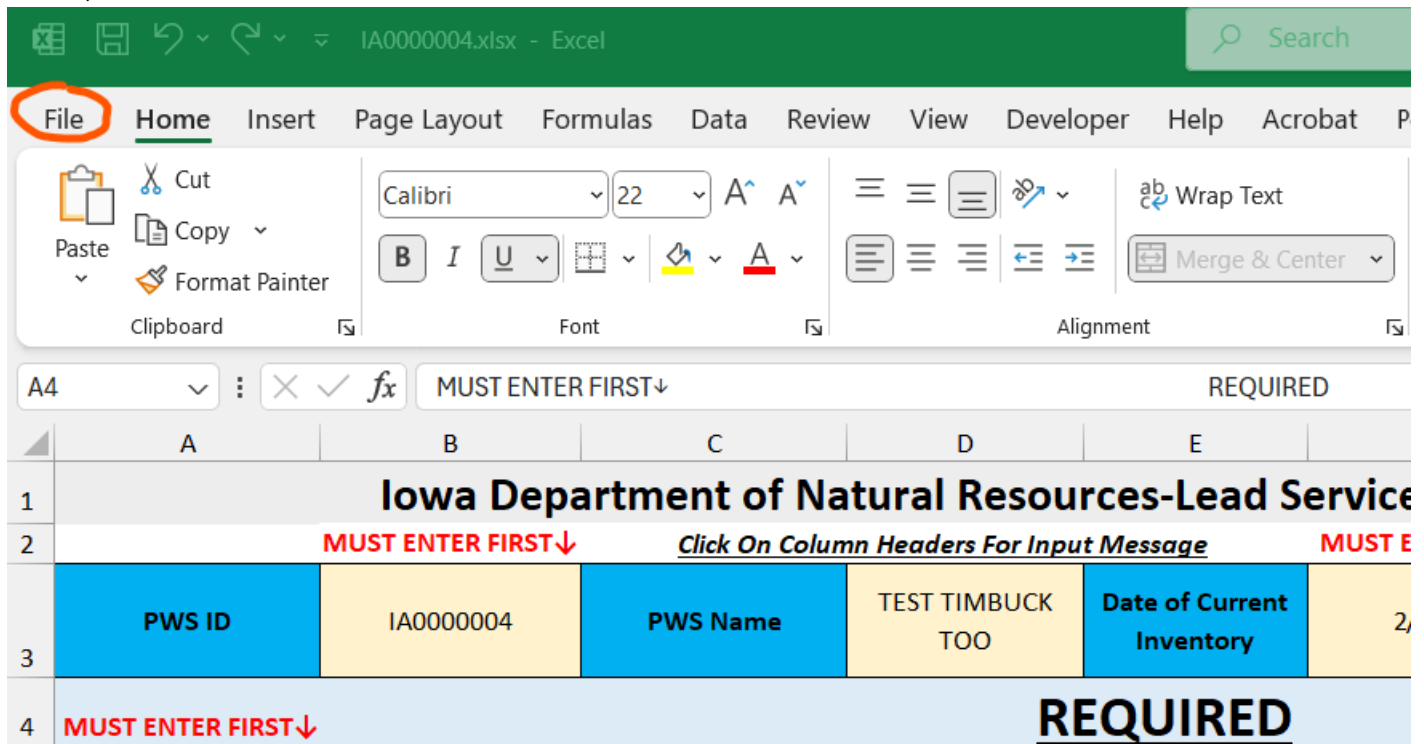 IA0000004.xlsx - Excel Search
File Home Insert Page Layout Formulas Data Review View Developer Help Acrobat P
Cut
Copy
Paste
Format Painter
Clipboard
Calibri 22 A A
B I U A
Font
ab Wrap Text
Merge & Center
Alignment
A4 fx MUST ENTER FIRST↓ REQUIRED
A B C D E
1 Iowa Department of Natural Resources-Lead Service
2 MUST ENTER FIRST↓ Click On Column Headers For Input Message MUST E
3 PWS ID IA0000004 PWS Name TEST TIMBUCK TOO Date of Current Inventory 2/
4 MUST ENTER FIRST↓ REQUIRED